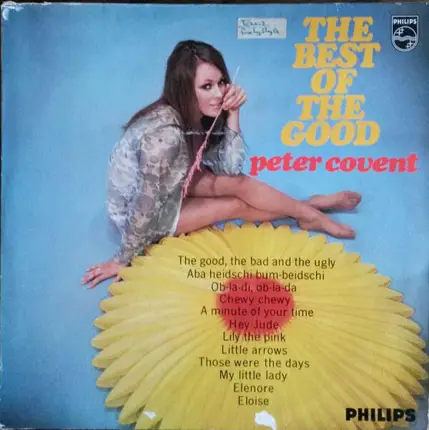 THE
BEST
OF
THE
GOOD
peter covent
PHILIPS
The good, the bad and the ugly
Aba heidschi bum-beidschi
Ob-la-di, ob-la-da
Chewy chewy
A minute of your time
Hey Jude
Lily the pink
Little arrows
Those were the days
My little lady
Elenore
Eloise
PHILIPS